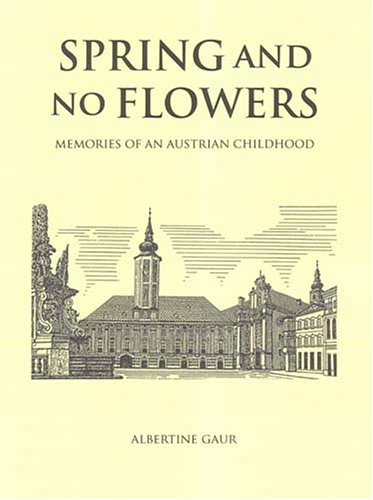 SPRING AND
NO FLOWERS
MEMORIES OF AN AUSTRIAN CHILDHOOD
ALBERTINE GAUR